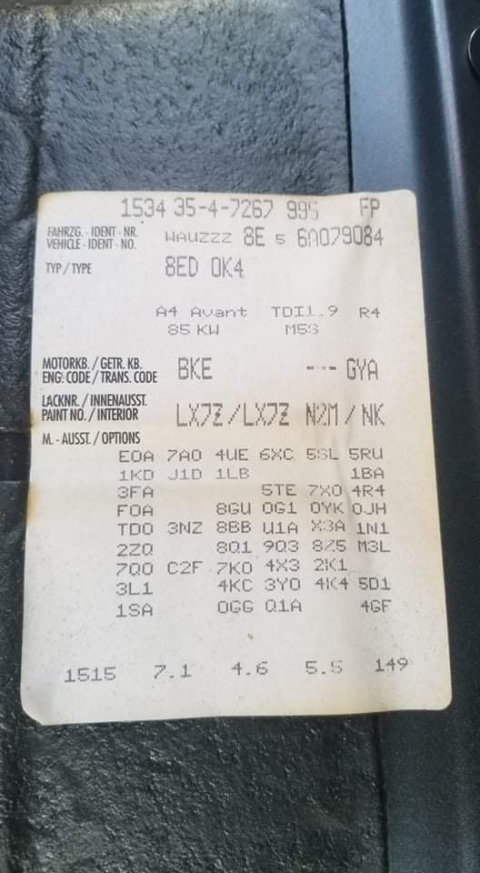 1534 35-4-7267 995 FP
FAHRZG. - IDENT - NR.
VEHICLE - IDENT - NO. WAUZZZ 8E 5 6A079084
TYP / TYPE 8ED 0K4
A4 Avant TDI1.9 R4
85 KW M5S
MOTORKB. / GETR. KB.
ENG: CODE / TRANS. CODE BKE --- GYA
LACKNR. / INNENAUSST.
PAINT NO. / INTERIOR LX7Z/LX7Z N2M / NK
M. - AUSST. / OPTIONS
E0A 7A0 4UE 6XC 5SL 5RU
1KD J1D 1LB 1BA
3FA 5TE 7X0 4R4
F0A 8GU 0G1 0YK 0JH
TD0 3NZ 8BB U1A X3A 1N1
2ZQ 8Q1 9Q3 8Z5 M3L
7Q0 C2F 7K0 4X3 2K1
3L1 4KC 3Y0 4K4 5D1
1SA 0GG Q1A 4GF
1515 7.1 4.6 5.5 149